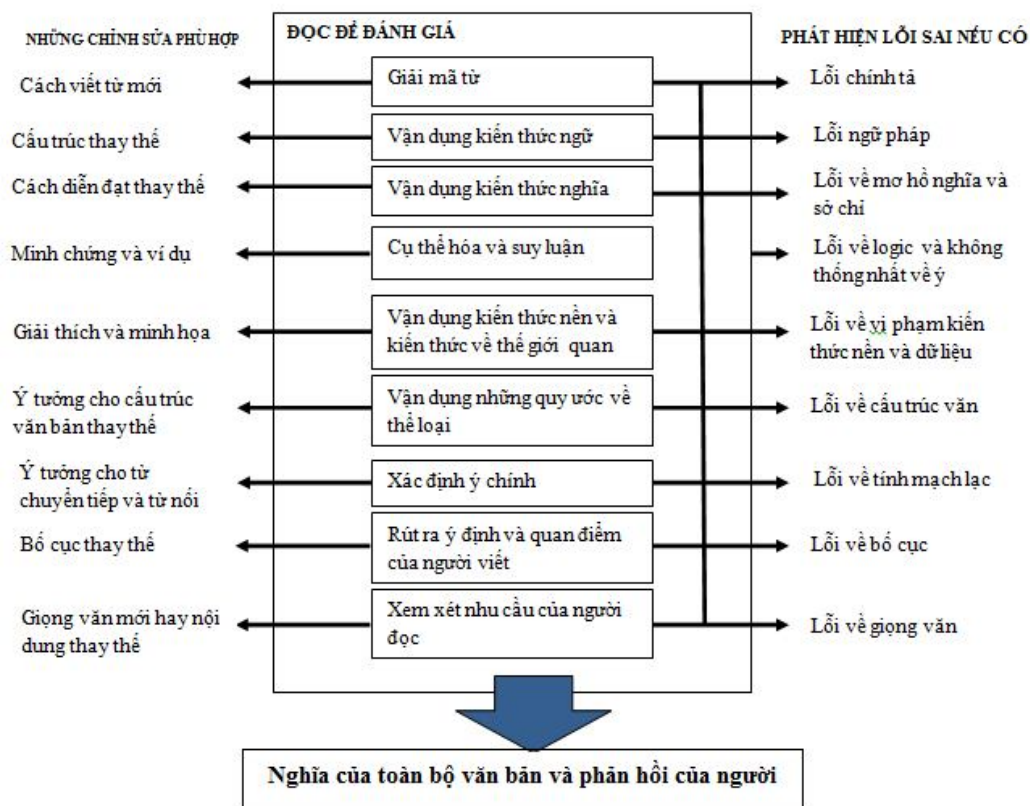 NHỮNG CHỈNH SỬA PHÙ HỢP
ĐỌC ĐỂ ĐÁNH GIÁ
PHÁT HIỆN LỖI SAI NẾU CÓ
Cách viết từ mới
Giải mã từ
Lỗi chính tả
Cấu trúc thay thế
Vận dụng kiến thức ngữ
Lỗi ngữ pháp
Cách diễn đạt thay thế
Vận dụng kiến thức nghĩa
Lỗi về mơ hồ nghĩa và
sở chỉ
Minh chứng và ví dụ
Cụ thể hóa và suy luận
Lỗi về logic và không
thống nhất về ý
Giải thích và minh họa
Vận dụng kiến thức nền và
kiến thức về thế giới quan
Lỗi về vi phạm kiến
thức nền và dữ liệu
Ý tưởng cho cấu trúc
văn bản thay thế
Vận dụng những quy ước về
thể loại
Lỗi về cấu trúc văn
Ý tưởng cho từ
chuyển tiếp và từ nối
Xác định ý chính
Lỗi về tính mạch lạc
Bố cục thay thế
Rút ra ý định và quan điểm
của người viết
Lỗi về bố cục
Giọng văn mới hay nội
dung thay thế
Xem xét nhu cầu của người
đọc
Lỗi về giọng văn
Nghĩa của toàn bộ văn bản và phản hồi của người